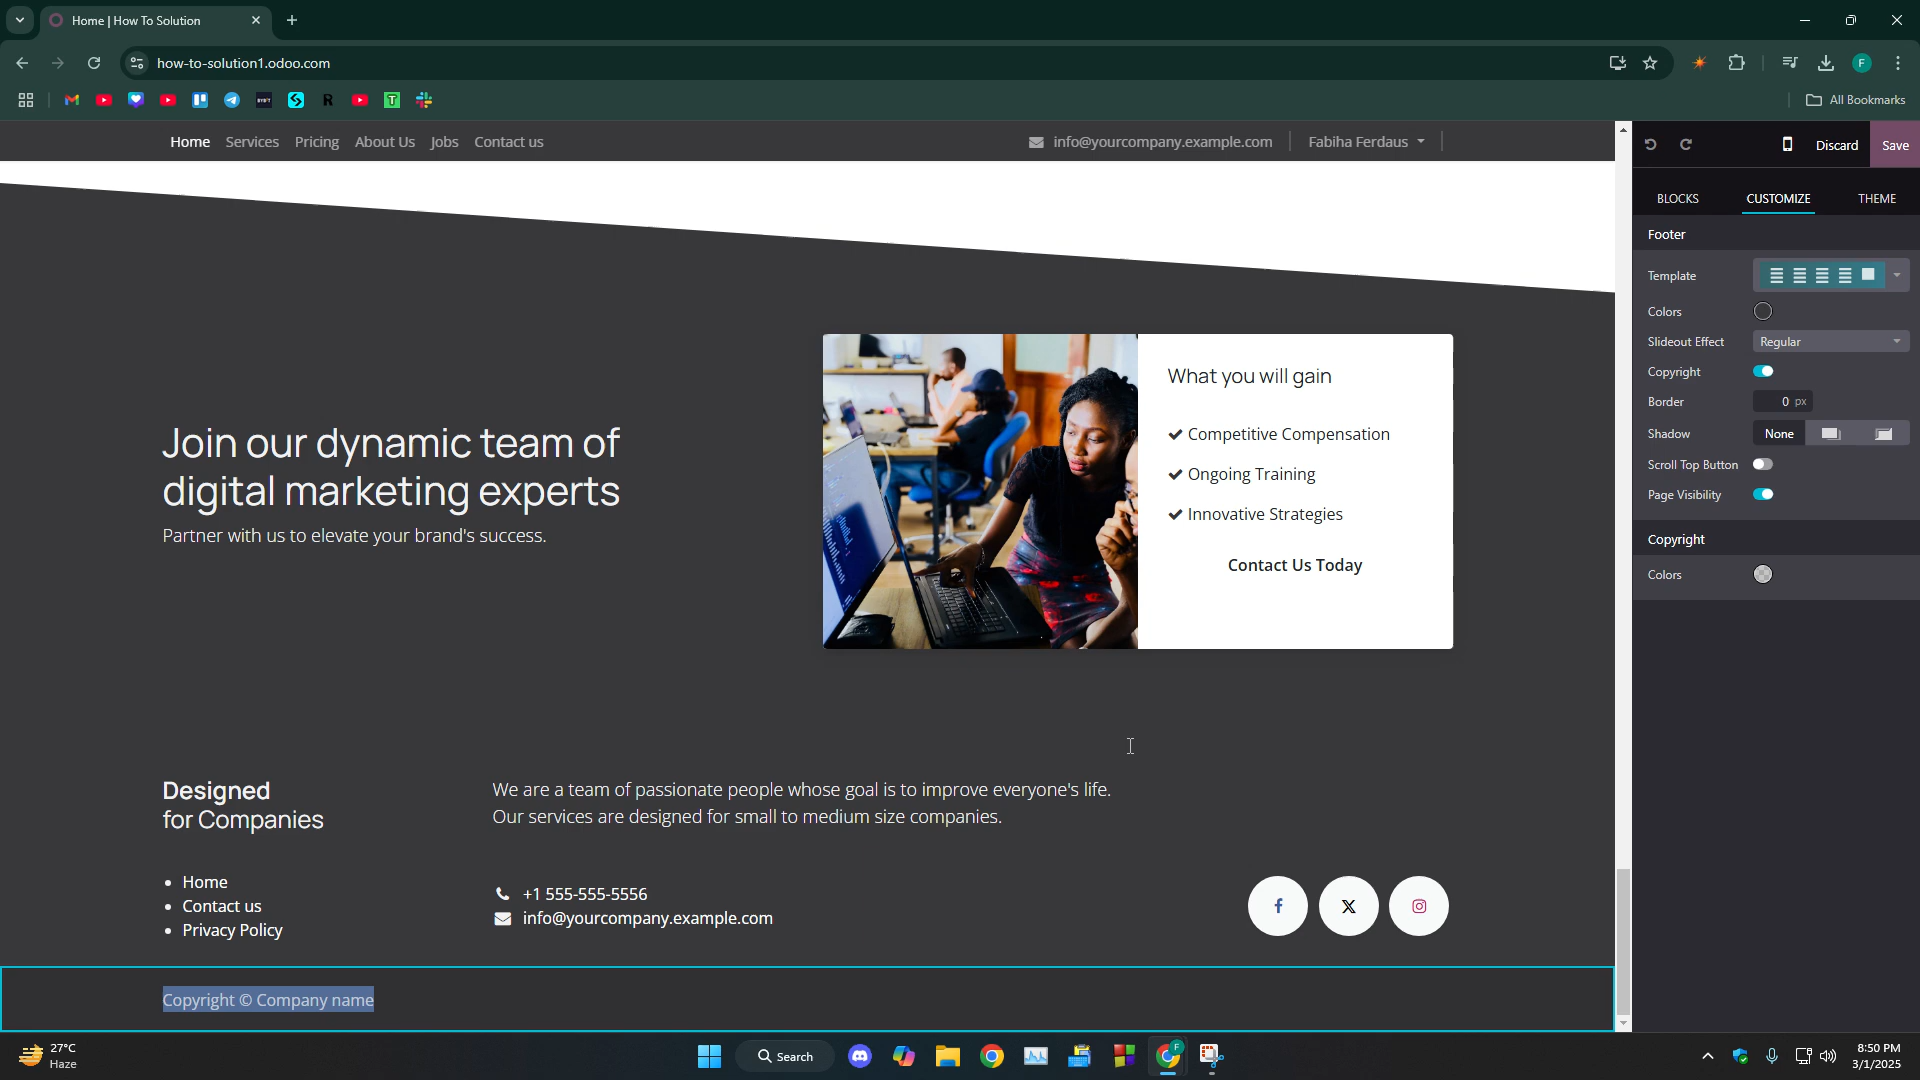 Home | How To Solution
how-to-solution1.odoo.com
All Bookmarks
Home Services Pricing About Us Jobs Contact us info@yourcompany.example.com Fabiha Ferdaus
Discard Save
BLOCKS CUSTOMIZE THEME
Footer
Template
Colors
Slideout Effect Regular
Copyright
Border 0 px
Shadow None
Scroll Top Button
Page Visibility
Copyright
Colors
Join our dynamic team of
digital marketing experts
Partner with us to elevate your brand's success.
What you will gain
Competitive Compensation
Ongoing Training
Innovative Strategies
Contact Us Today
Designed
for Companies
We are a team of passionate people whose goal is to improve everyone's life.
Our services are designed for small to medium size companies.
Home
Contact us
Privacy Policy
+1 555-555-5556
info@yourcompany.example.com
Copyright © Company name
27°C
Haze
Search
8:50 PM
3/1/2025